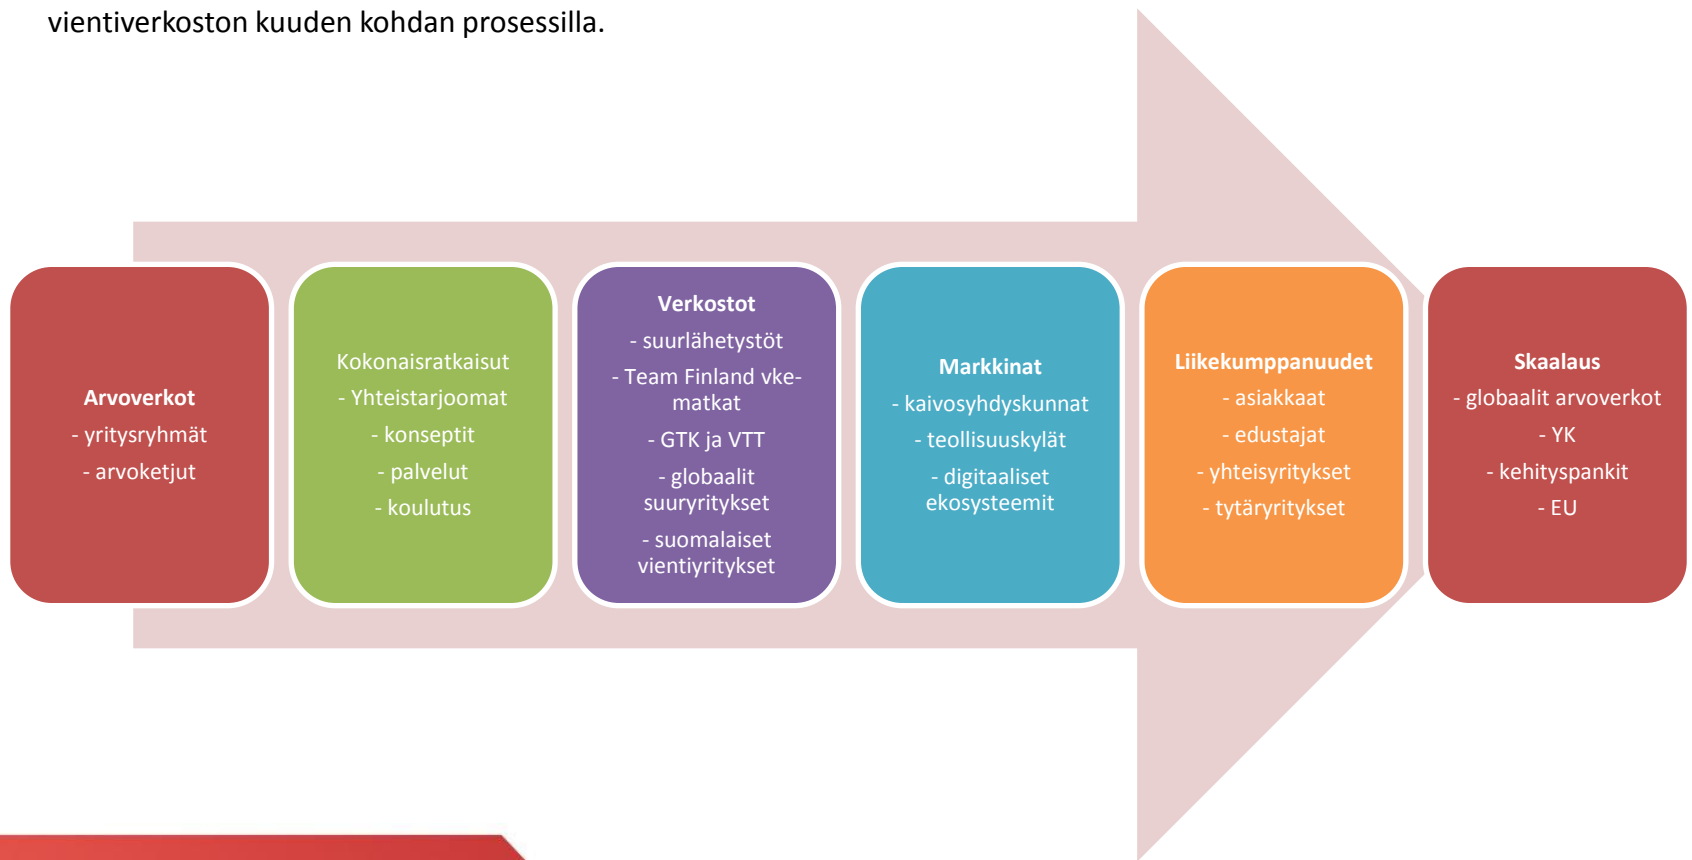 vientiverkoston kuuden kohdan prosessilla.
Arvoverkot
- yritysryhmät
- arvoketjut
Kokonaisratkaisut
- Yhteistarjoomat
- konseptit
- palvelut
- koulutus
Verkostot
- suurlähetystöt
- Team Finland vke-
matkat
- GTK ja VTT
- globaalit
suuryritykset
- suomalaiset
vientiyritykset
Markkinat
- kaivosyhdyskunnat
- teollisuuskylät
- digitaaliset
ekosysteemit
Liikekumppanuudet
- asiakkaat
- edustajat
- yhteisyritykset
- tytäryritykset
Skaalaus
- globaalit arvoverkot
- YK
- kehityspankit
- EU